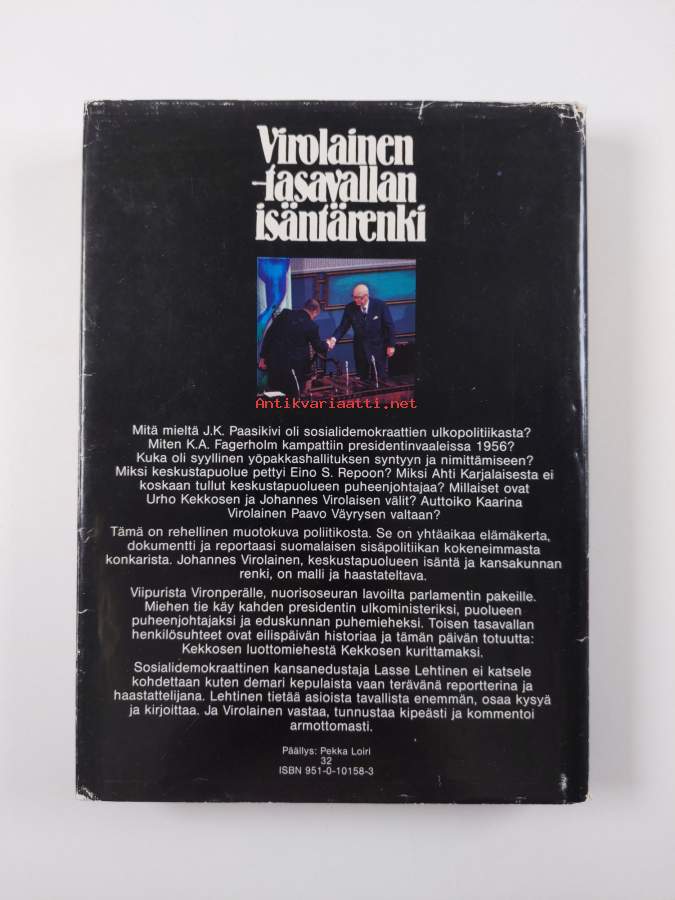 Virolainen
–tasavallan
isäntärenki
Antikvariaatti.net
Mitä mieltä J.K. Paasikivi oli sosialidemokraattien ulkopolitiikasta?
Miten K.A. Fagerholm kampattiin presidentinvaaleissa 1956?
Kuka oli syyllinen yöpakkashallituksen syntyyn ja nimittämiseen?
Miksi keskustapuolue pettyi Eino S. Repoon? Miksi Ahti Karjalaisesta ei
koskaan tullut keskustapuolueen puheenjohtajaa? Millaiset ovat
Urho Kekkosen ja Johannes Virolaisen välit? Auttoiko Kaarina
Virolainen Paavo Väyrysen valtaan?
Tämä on rehellinen muotokuva poliitikosta. Se on yhtäaikaa elämäkerta,
dokumentti ja reportaasi suomalaisen sisäpolitiikan kokeneimmasta
konkarista. Johannes Virolainen, keskustapuolueen isäntä ja kansakunnan
renki, on malli ja haastateltava.
Viipurista Vironperälle, nuorisoseuran lavoilta parlamentin pakeille.
Miehen tie käy kahden presidentin ulkoministeriksi, puolueen
puheenjohtajaksi ja eduskunnan puhemieheksi. Toisen tasavallan
henkilösuhteet ovat eilispäivän historiaa ja tämän päivän totuutta:
Kekkosen luottomiehestä Kekkosen kurittamaksi.
Sosialidemokraattinen kansanedustaja Lasse Lehtinen ei katsele
kohdettaan kuten demari kepulaista vaan terävänä reportterina ja
haastattelijana. Lehtinen tietää asioista tavallista enemmän, osaa kysyä
ja kirjoittaa. Ja Virolainen vastaa, tunnustaa kipeästi ja kommentoi
armottomasti.
Päällys: Pekka Loiri
32
ISBN 951-0-10158-3